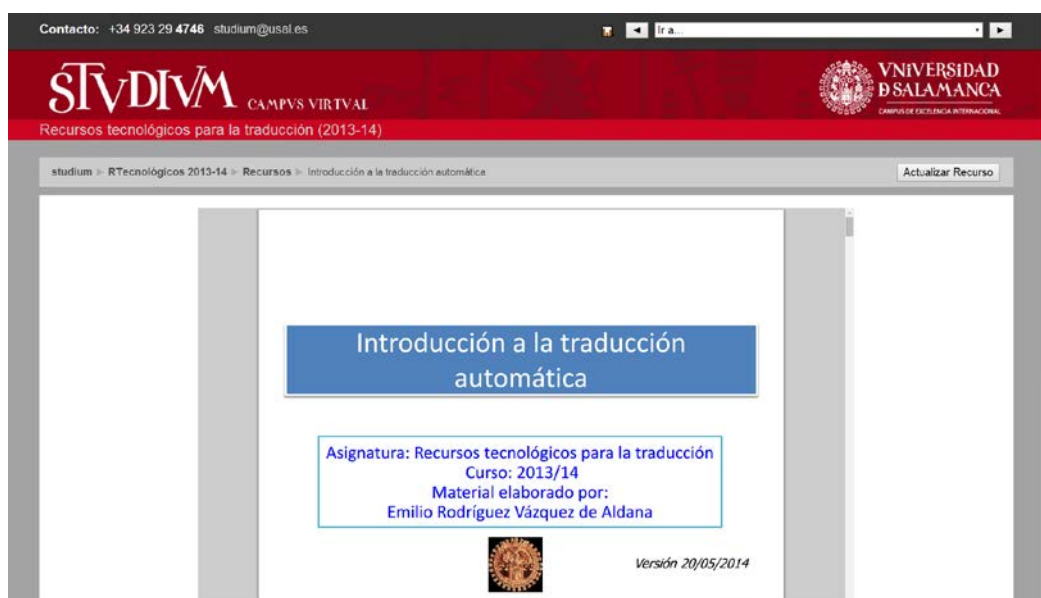 Contacto: +34 923 29 4746 studium@usal.es
Ir a...
STVDIVM CAMPVS VIRTVAL
VNiVERSiDAD
D SALAMANCA
CAMPUS DE EXCELENCIA INTERNACIONAL
Recursos tecnológicos para la traducción (2013-14)
studium ► RTecnológicos 2013-14 ► Recursos ► Introducción a la traducción automática
Actualizar Recurso
Introducción a la traducción
automática
Asignatura: Recursos tecnológicos para la traducción
Curso: 2013/14
Material elaborado por:
Emilio Rodríguez Vázquez de Aldana
Versión 20/05/2014